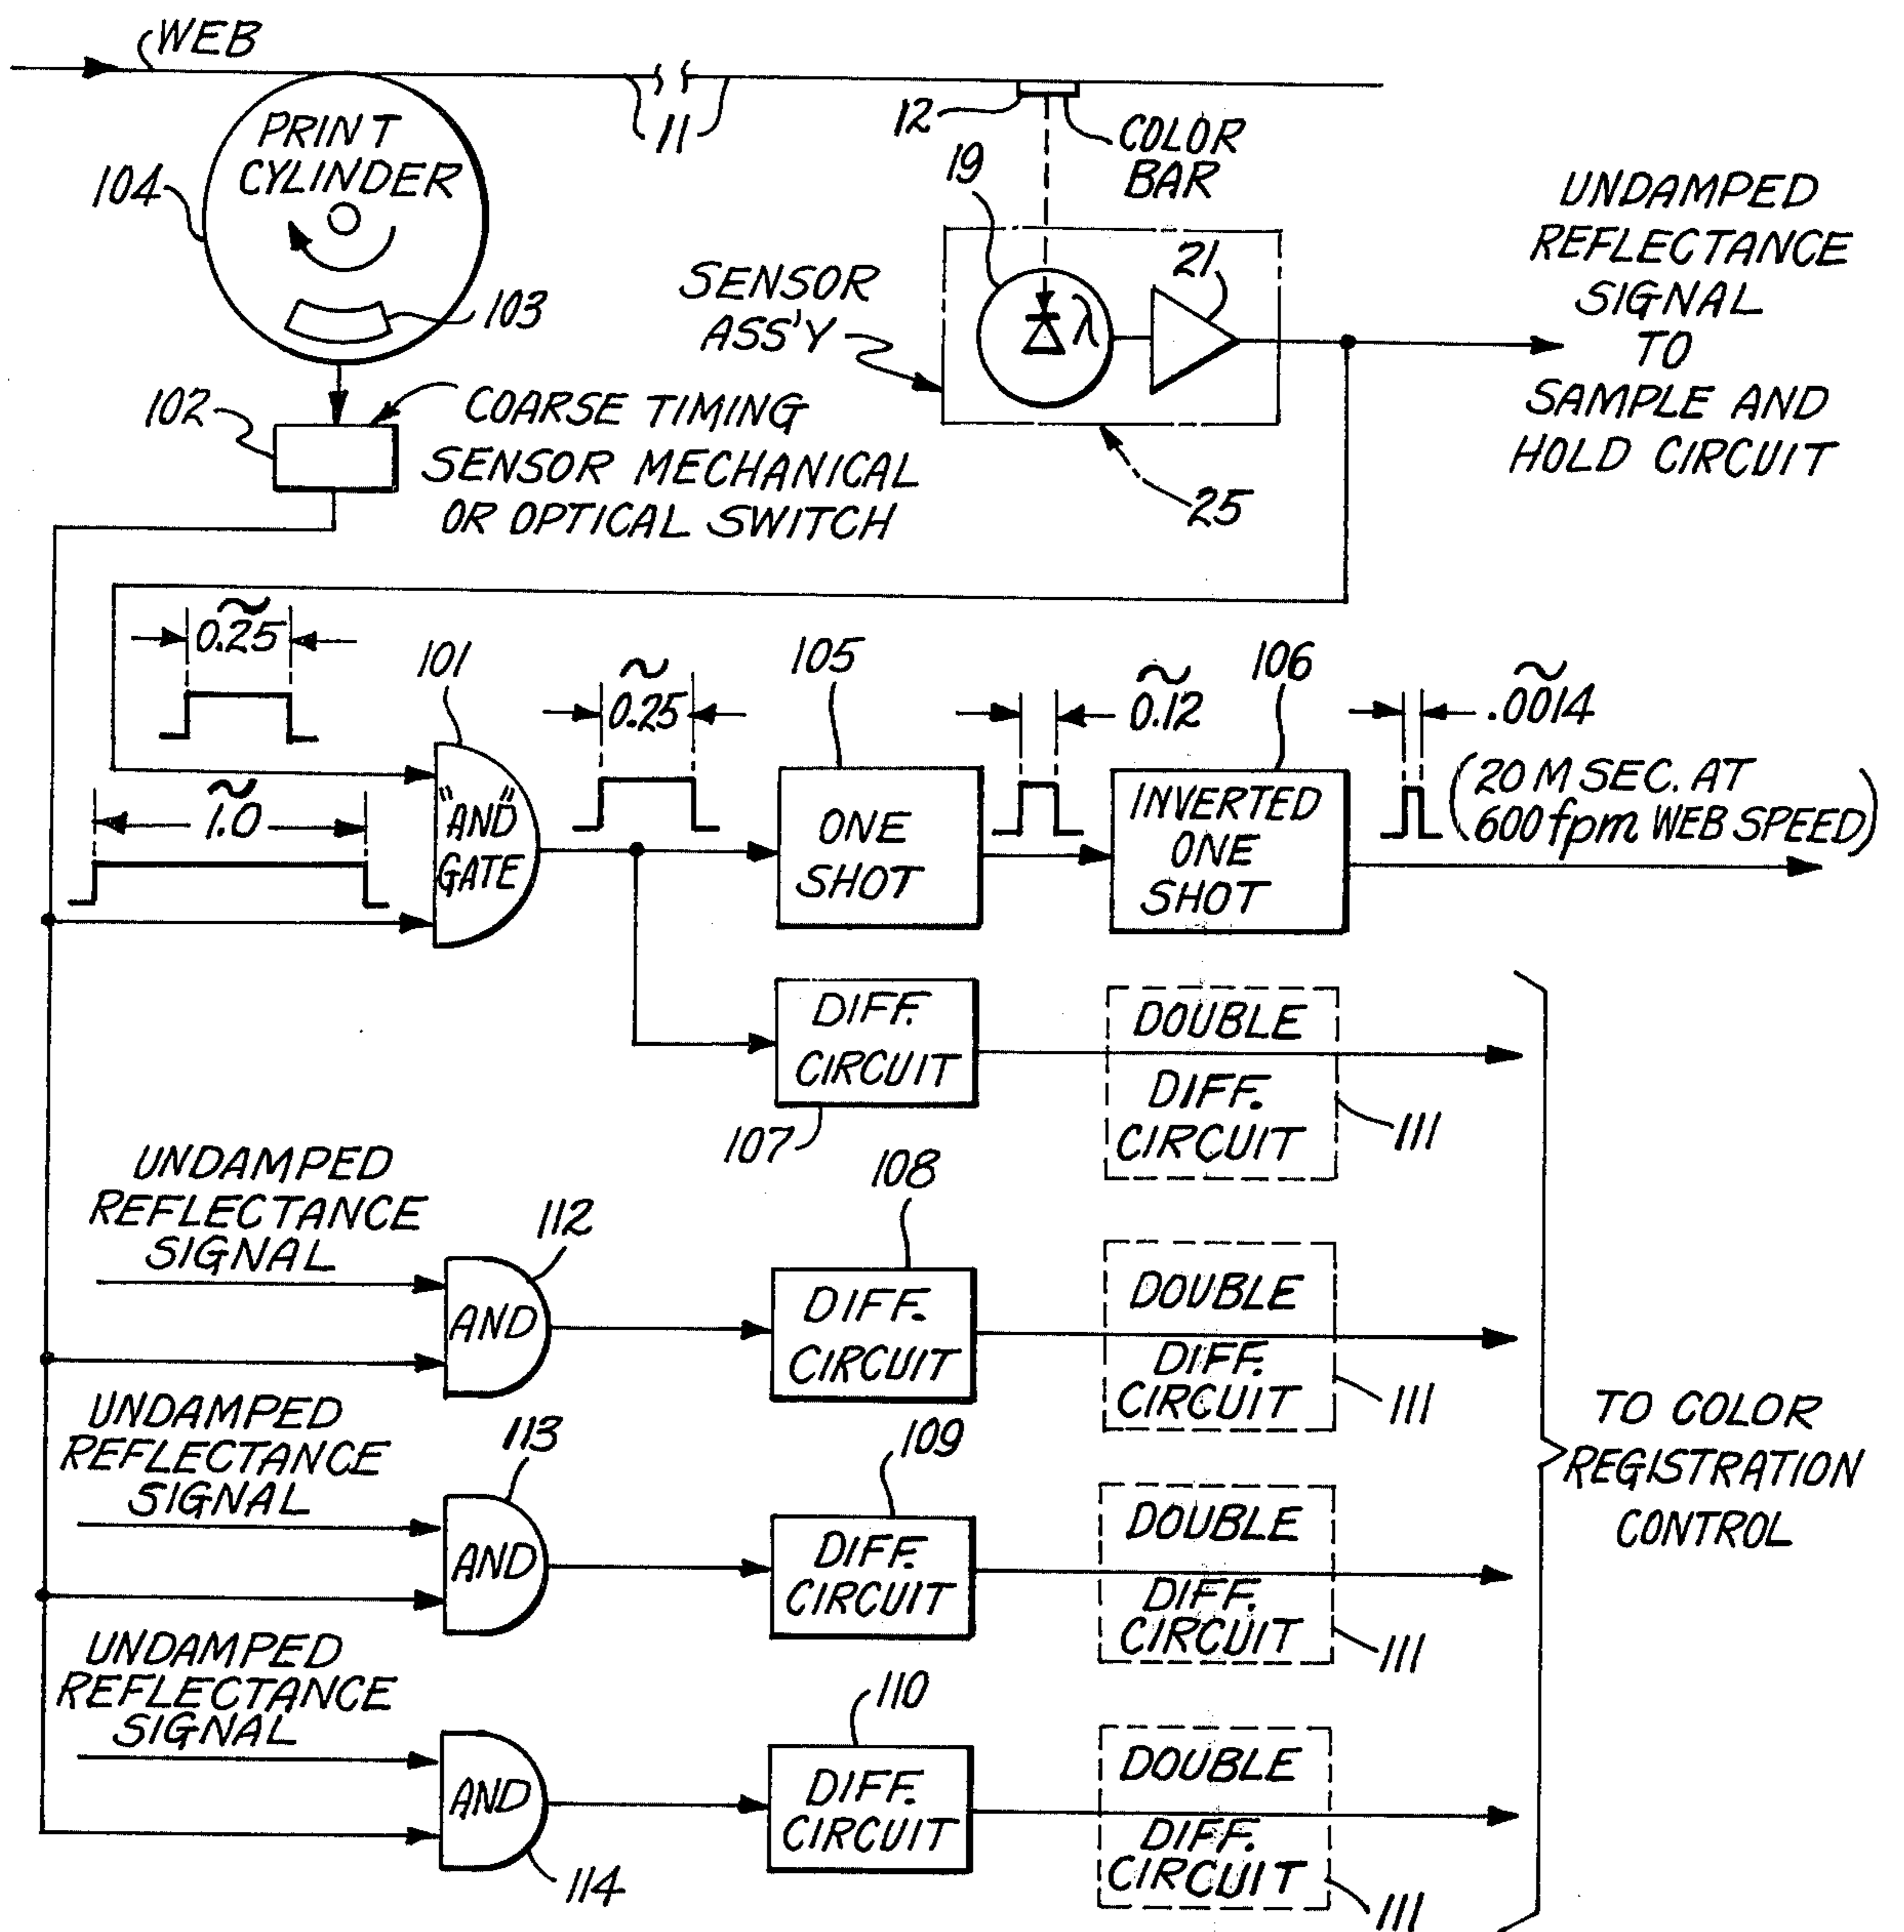 WEB
PRINT
CYLINDER
104
103
11
12
COLOR
BAR
19
21
SENSOR
ASS'Y
25
UNDAMPED
REFLECTANCE
SIGNAL
TO
SAMPLE AND
HOLD CIRCUIT
102
COARSE TIMING
SENSOR MECHANICAL
OR OPTICAL SWITCH
λ
~
0.25
101
~
0.25
105
~
0.12
106
~
.0014
(20 M SEC. AT
600 fpm WEB SPEED)
~
1.0
"AND"
GATE
ONE
SHOT
INVERTED
ONE
SHOT
DIFF.
CIRCUIT
107
DOUBLE
DIFF.
CIRCUIT
111
UNDAMPED
REFLECTANCE
SIGNAL
112
AND
108
DIFF.
CIRCUIT
DOUBLE
DIFF.
CIRCUIT
111
UNDAMPED
REFLECTANCE
SIGNAL
113
AND
109
DIFF.
CIRCUIT
DOUBLE
DIFF.
CIRCUIT
111
TO COLOR
REGISTRATION
CONTROL
UNDAMPED
REFLECTANCE
SIGNAL
AND
114
110
DIFF.
CIRCUIT
DOUBLE
DIFF.
CIRCUIT
111